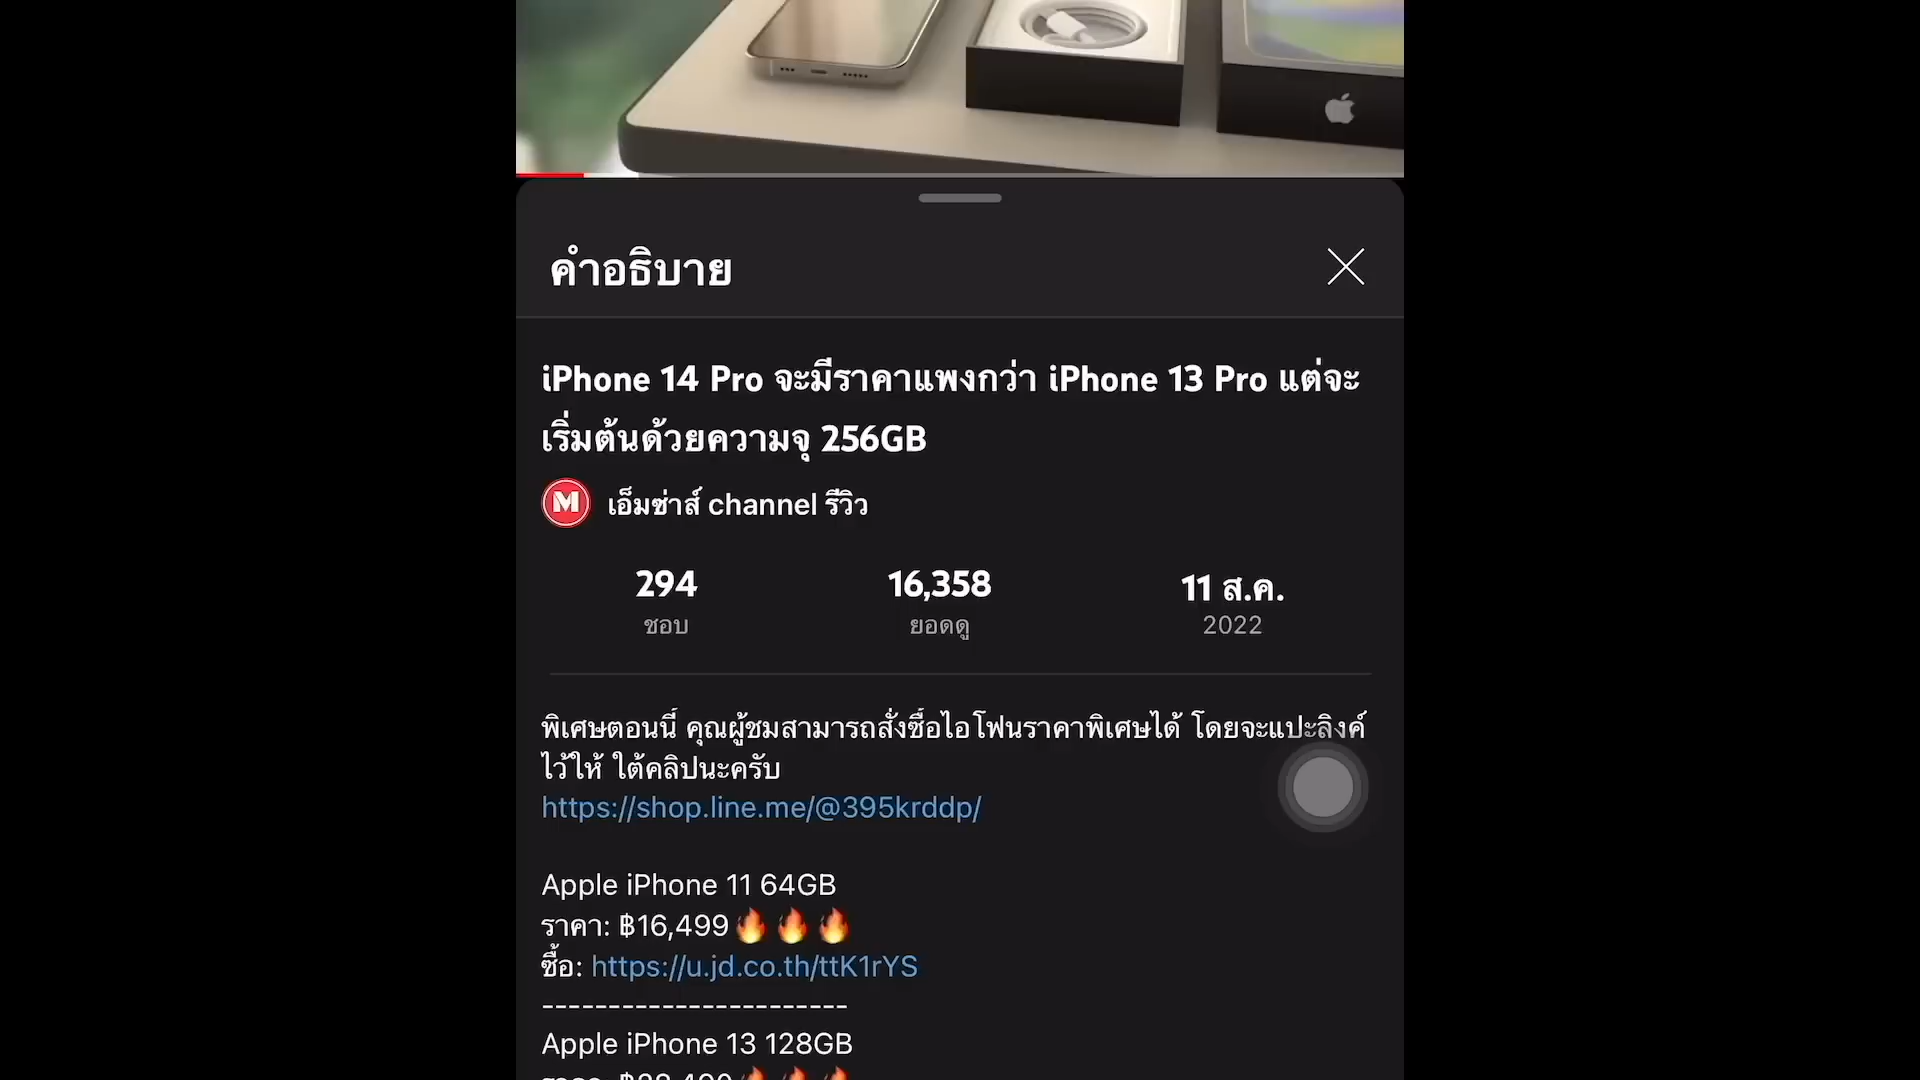 คำอธิบาย
iPhone 14 Pro จะมีราคาแพงกว่า iPhone 13 Pro แต่จะ
เริ่มต้นด้วยความจุ 256GB
M เอ็มซ่าส์ channel รีวิว
294 16,358 11 ส.ค.
ชอบ ยอดดู 2022
พิเศษตอนนี้ คุณผู้ชมสามารถสั่งซื้อไอโฟนราคาพิเศษได้ โดยจะแปะลิงค์
ไว้ให้ ใต้คลิปนะครับ
https://shop.line.me/@395krddp/
Apple iPhone 11 64GB
ราคา: ฿16,499🔥🔥🔥
ซื้อ: https://u.jd.co.th/ttK1rYS
-----------------------
Apple iPhone 13 128GB